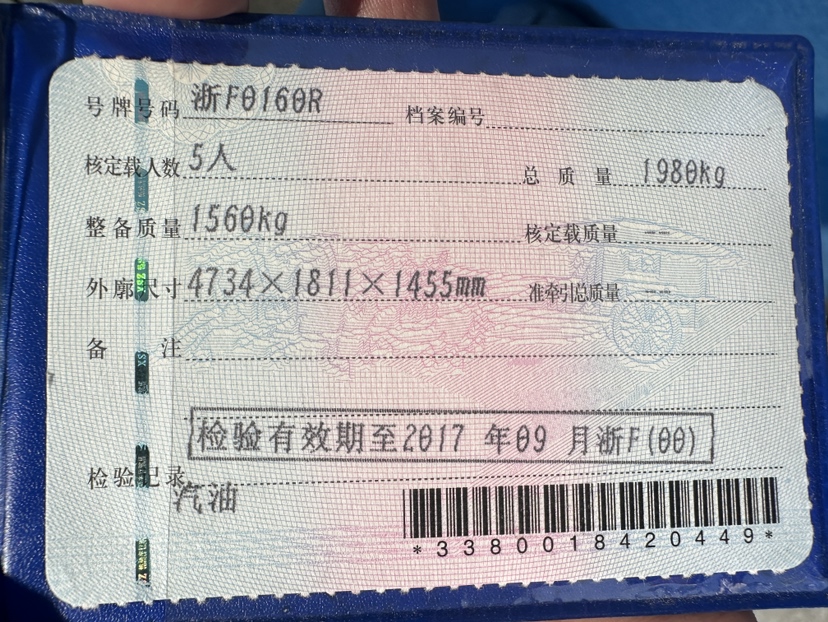 号牌号码 浙F0160R 档案编号
核定载人数 5人 总质量 1980kg
整备质量 1560kg 核定载质量 --
外廓尺寸 4734×1811×1455mm 准牵引总质量 --
备注
检验有效期至2017 年09 月浙F(00)
检验记录
汽油
*3380018420449*